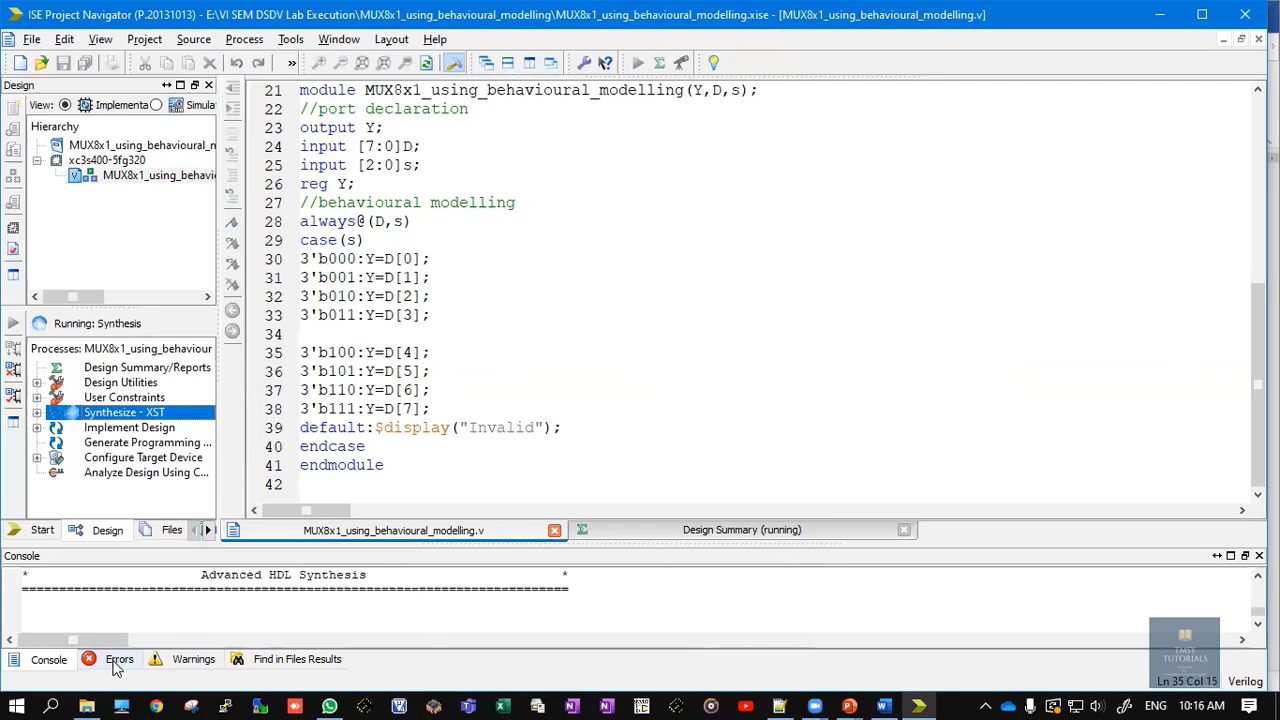 ISE Project Navigator (P.20131013) - E:\VI SEM DSDV Lab Execution\MUX8x1_using_behavioural_modelling\MUX8x1_using_behavioural_modelling.xise - [MUX8x1_using_behavioural_modelling.v]
File Edit View Project Source Process Tools Window Layout Help
Design
View: Implementa Simula
Hierarchy
MUX8x1_using_behavioural_n
xc3s400-5fg320
MUX8x1_using_behavio
Running: Synthesis
Processes: MUX8x1_using_behaviour
Design Summary/Reports
Design Utilities
User Constraints
Synthesize - XST
Implement Design
Generate Programming ...
Configure Target Device
Analyze Design Using C...
Start Design Files
21 module MUX8x1_using_behavioural_modelling(Y,D,s);
22 //port declaration
23 output Y;
24 input [7:0]D;
25 input [2:0]s;
26 reg Y;
27 //behavioural modelling
28 always@(D,s)
29 case(s)
30 3'b000:Y=D[0];
31 3'b001:Y=D[1];
32 3'b010:Y=D[2];
33 3'b011:Y=D[3];
34
35 3'b100:Y=D[4];
36 3'b101:Y=D[5];
37 3'b110:Y=D[6];
38 3'b111:Y=D[7];
39 default:$display("Invalid");
40 endcase
41 endmodule
42
MUX8x1_using_behavioural_modelling.v Design Summary (running)
Console
* Advanced HDL Synthesis *
=========================================================================
Console Errors Warnings Find in Files Results
TMSY
TUTORIALS
Ln 35 Col 15 Verilog
ENG 10:16 AM